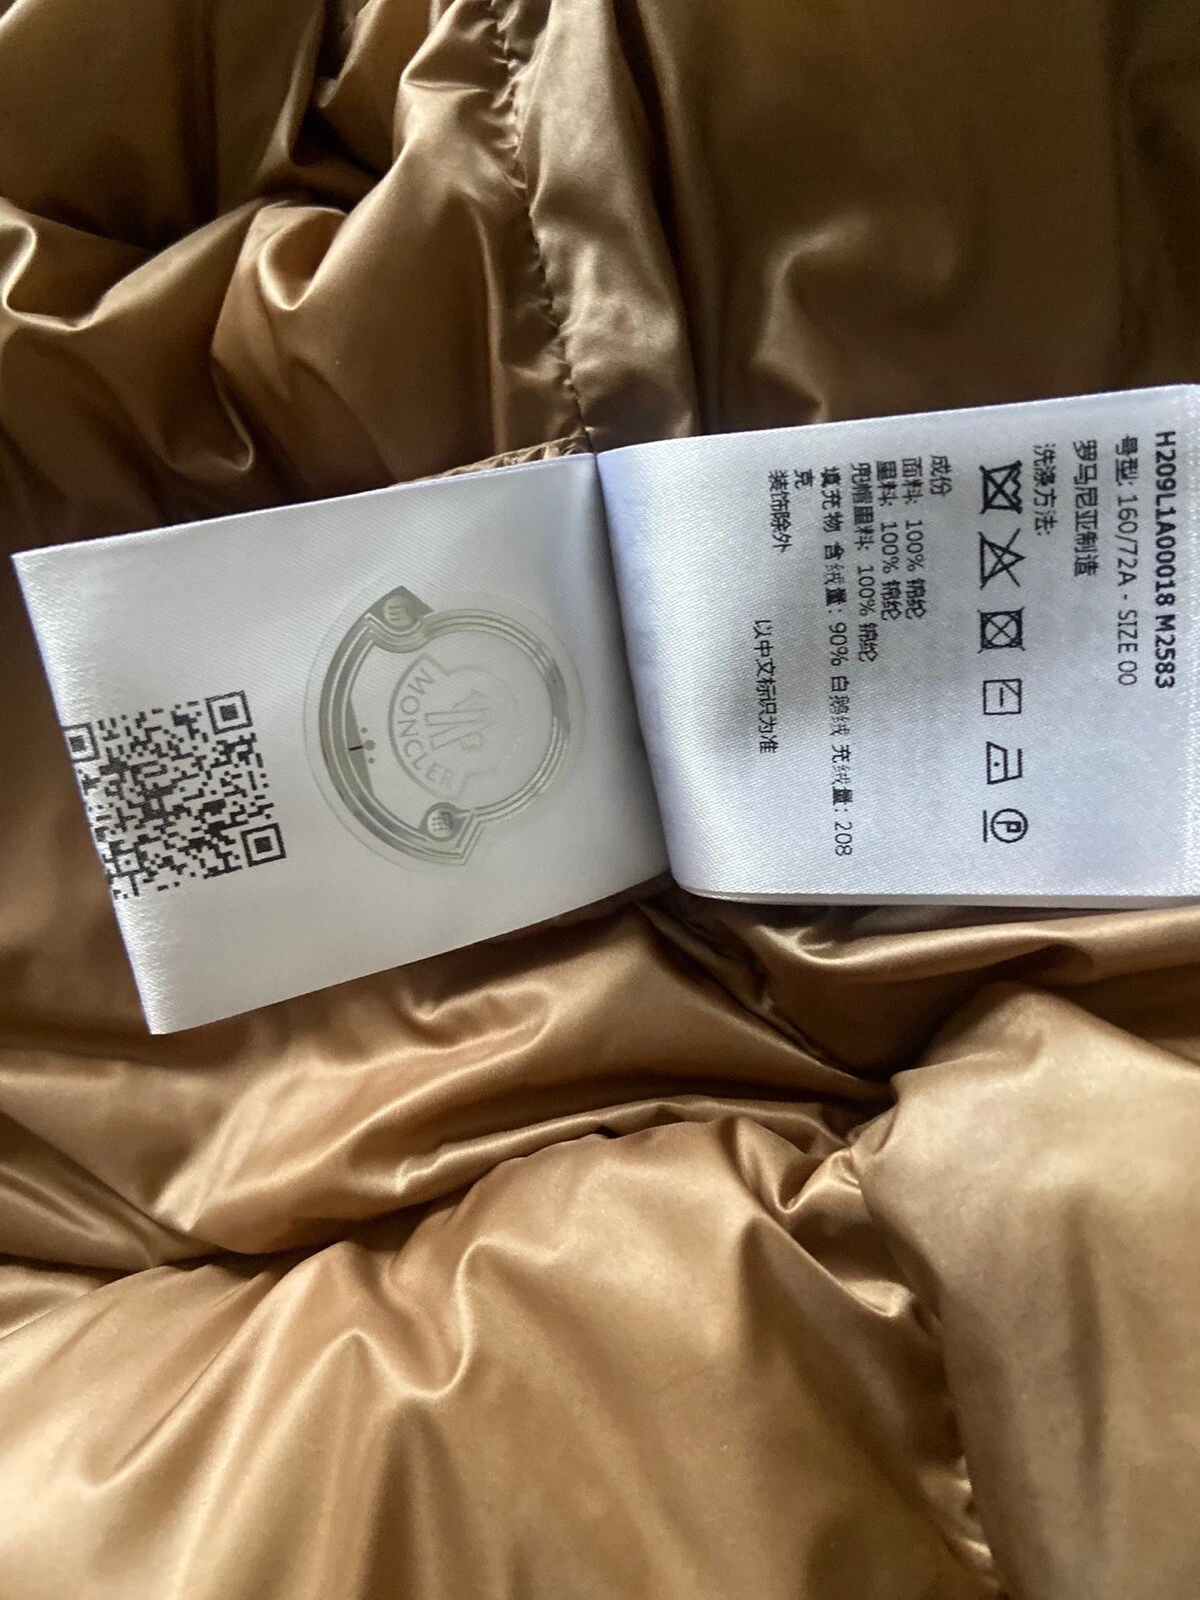 H209L1A00018 M2583
号型: 160/72A - SIZE 00
罗马尼亚制造
洗涤方法:
P
成份
面料: 100% 锦纶
里料: 100% 锦纶
兜帽里料: 100% 锦纶
填充物 含绒量: 90% 白鹅绒 充绒量: 208
克
装饰除外
以中文标识为准
MONCLER